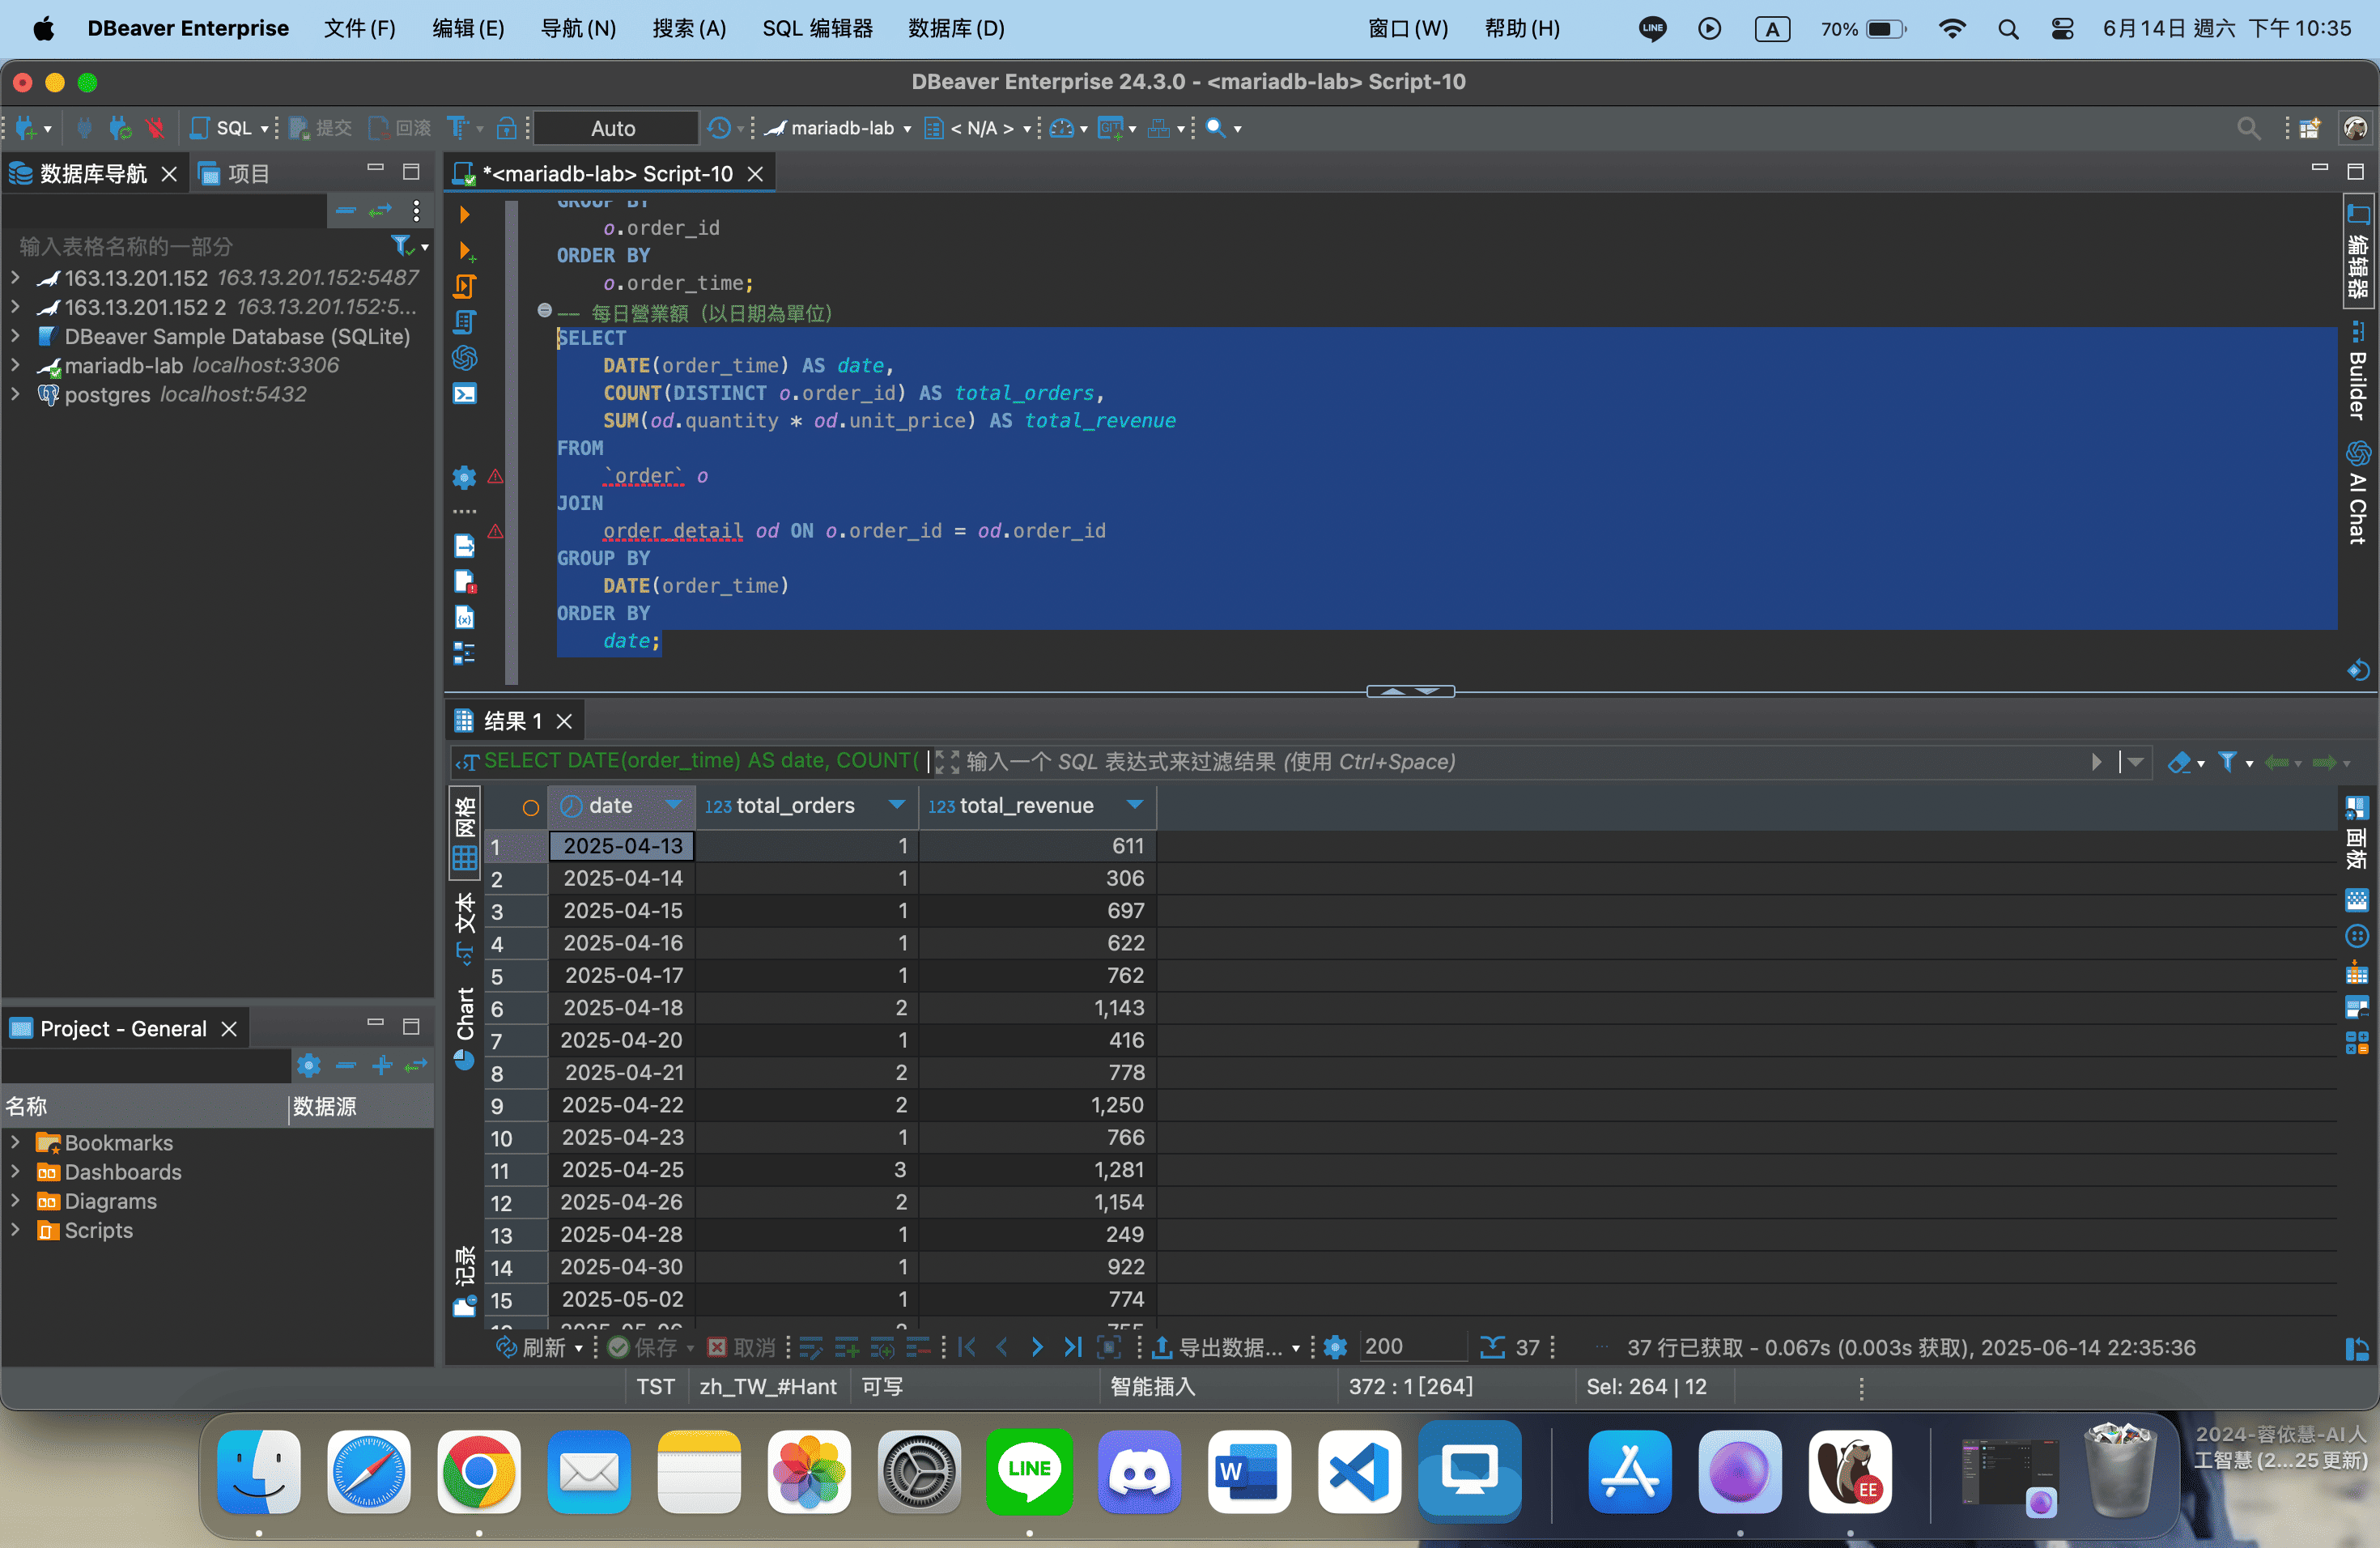 DBeaver Enterprise 文件(F) 编辑(E) 导航(N) 搜索(A) SQL 编辑器 数据库(D) 窗口(W) 帮助(H) LINE A 70% 6月14日 週六 下午 10:35
DBeaver Enterprise 24.3.0 - <mariadb-lab> Script-10
SQL 提交 回滚 Auto mariadb-lab < N/A >
数据库导航 项目
输入表格名称的一部分
163.13.201.152 163.13.201.152:5487
163.13.201.152 2 163.13.201.152:5...
DBeaver Sample Database (SQLite)
mariadb-lab localhost:3306
postgres localhost:5432
*<mariadb-lab> Script-10
GROUP BY
o.order_id
ORDER BY
o.order_time;
-- 每日營業額（以日期為單位）
SELECT
DATE(order_time) AS date,
COUNT(DISTINCT o.order_id) AS total_orders,
SUM(od.quantity * od.unit_price) AS total_revenue
FROM
`order` o
JOIN
order_detail od ON o.order_id = od.order_id
GROUP BY
DATE(order_time)
ORDER BY
date;
编辑器
Builder
AI Chat
结果 1
SELECT DATE(order_time) AS date, COUNT( 输入一个 SQL 表达式来过滤结果 (使用 Ctrl+Space)
网格
文本
Chart
记录
面板
date 123 total_orders 123 total_revenue
1 2025-04-13 1 611
2 2025-04-14 1 306
3 2025-04-15 1 697
4 2025-04-16 1 622
5 2025-04-17 1 762
6 2025-04-18 2 1,143
7 2025-04-20 1 416
8 2025-04-21 2 778
9 2025-04-22 2 1,250
10 2025-04-23 1 766
11 2025-04-25 3 1,281
12 2025-04-26 2 1,154
13 2025-04-28 1 249
14 2025-04-30 1 922
15 2025-05-02 1 774
刷新 保存 取消 导出数据... 200 37 37 行已获取 - 0.067s (0.003s 获取), 2025-06-14 22:35:36
Project - General
名称 数据源
Bookmarks
Dashboards
Diagrams
Scripts
TST zh_TW_#Hant 可写 智能插入 372 : 1 [264] Sel: 264 | 12
LINE
W
EE
2024-蓉依慧-AI人
工智慧 (2...25更新)